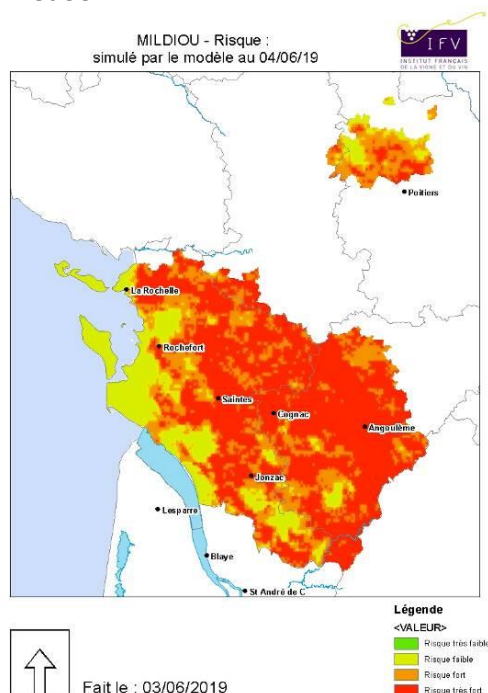 MILDIOU - Risque :
simulé par le modèle au 04/06/19
IFV
INSTITUT FRANÇAIS
DE LA VIGNE ET DU VIN
Poitiers
La Rochelle
Rochefort
Saintes
Cognac
Angoulème
Jonzac
Lesparre
Blaye
St André de C
Légende
<VALEUR>
Risque très faible
Risque faible
Risque fort
Risque très fort
Fait le : 03/06/2019